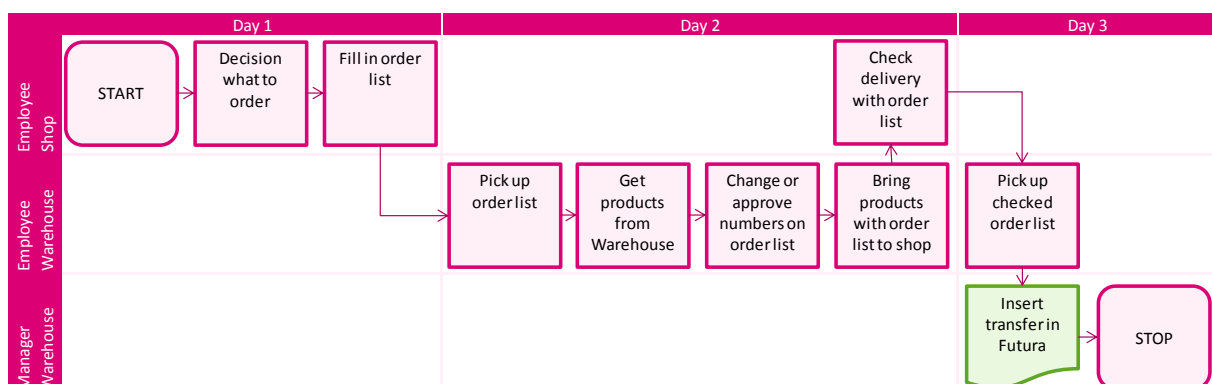 Day 1
Day 2
Day 3
Employee
Shop
START
Decision
what to
order
Fill in order
list
Check
delivery
with order
list
Employee
Warehouse
Pick up
order list
Get
products
from
Warehouse
Change or
approve
numbers on
order list
Bring
products
with order
list to shop
Pick up
checked
order list
Manager
Warehouse
Insert
transfer in
Futura
STOP